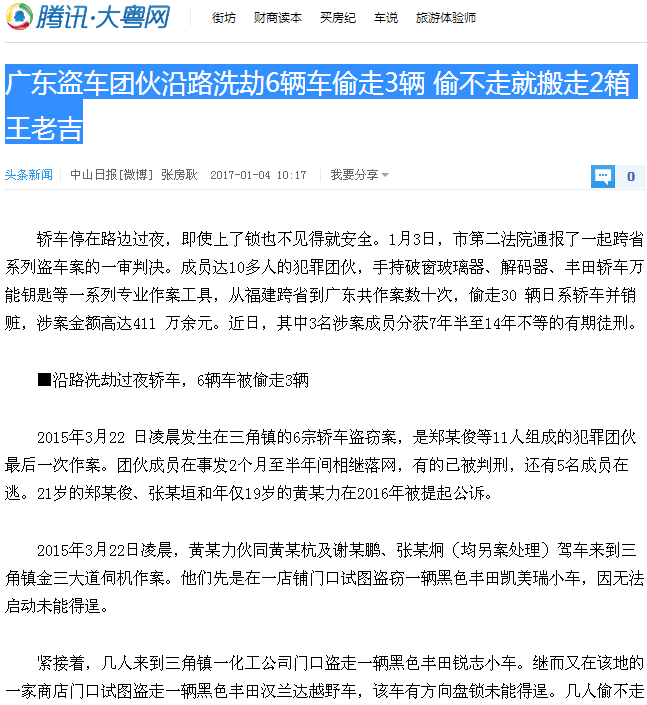 腾讯·大粤网 街坊 财商读本 买房纪 车说 旅游体验师
广东盗车团伙沿路洗劫6辆车偷走3辆 偷不走就搬走2箱
王老吉
头条新闻 中山日报[微博] 张房耿 2017-01-04 10:17 我要分享 0
轿车停在路边过夜，即使上了锁也不见得就安全。1月3日，市第二法院通报了一起跨省
系列盗车案的一审判决。成员达10多人的犯罪团伙，手持破窗玻璃器、解码器、丰田轿车万
能钥匙等一系列专业作案工具，从福建跨省到广东共作案数十次，偷走30 辆日系轿车并销
赃，涉案金额高达411 万余元。近日，其中3名涉案成员分获7年半至14年不等的有期徒刑。
■沿路洗劫过夜轿车，6辆车被偷走3辆
2015年3月22 日凌晨发生在三角镇的6宗轿车盗窃案，是郑某俊等11人组成的犯罪团伙
最后一次作案。团伙成员在事发2个月至半年间相继落网，有的已被判刑，还有5名成员在
逃。21岁的郑某俊、张某垣和年仅19岁的黄某力在2016年被提起公诉。
2015年3月22日凌晨，黄某力伙同黄某杭及谢某鹏、张某炯（均另案处理）驾车来到三
角镇金三大道伺机作案。他们先是在一店铺门口试图盗窃一辆黑色丰田凯美瑞小车，因无法
启动未能得逞。
紧接着，几人来到三角镇一化工公司门口盗走一辆黑色丰田锐志小车。继而又在该地的
一家商店门口试图盗走一辆黑色丰田汉兰达越野车，该车有方向盘锁未能得逞。几人偷不走